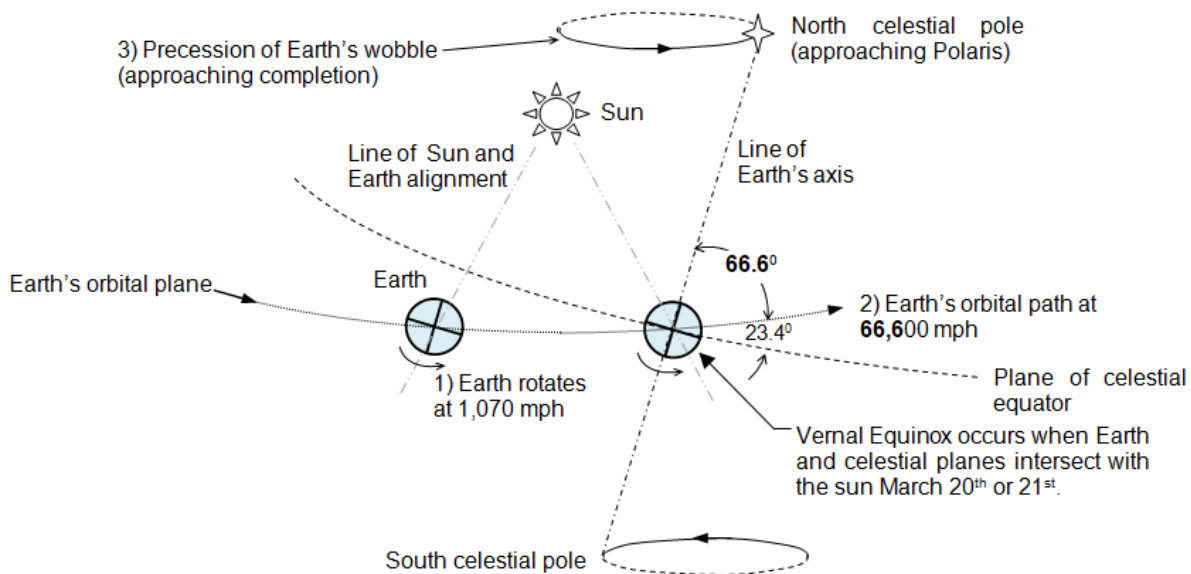 North celestial pole
(approaching Polaris)
3) Precession of Earth's wobble
(approaching completion)
Sun
Line of Sun and
Earth alignment
Line of
Earth's axis
66.6⁰
Earth's orbital plane
Earth
2) Earth's orbital path at
66,600 mph
23.4⁰
1) Earth rotates
at 1,070 mph
Plane of celestial
equator
Vernal Equinox occurs when Earth
and celestial planes intersect with
the sun March 20th or 21st.
South celestial pole